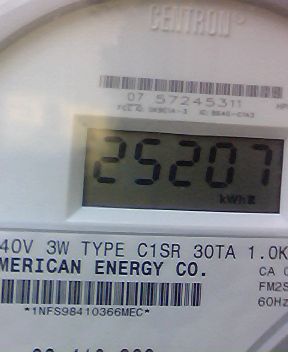 CENTRON
07 57245311
25207
kWh
40V 3W TYPE C1SR 30TA 1.0K
MERICAN ENERGY CO.
CA 0
FM2S
60Hz
*1NFS98410366MEC*